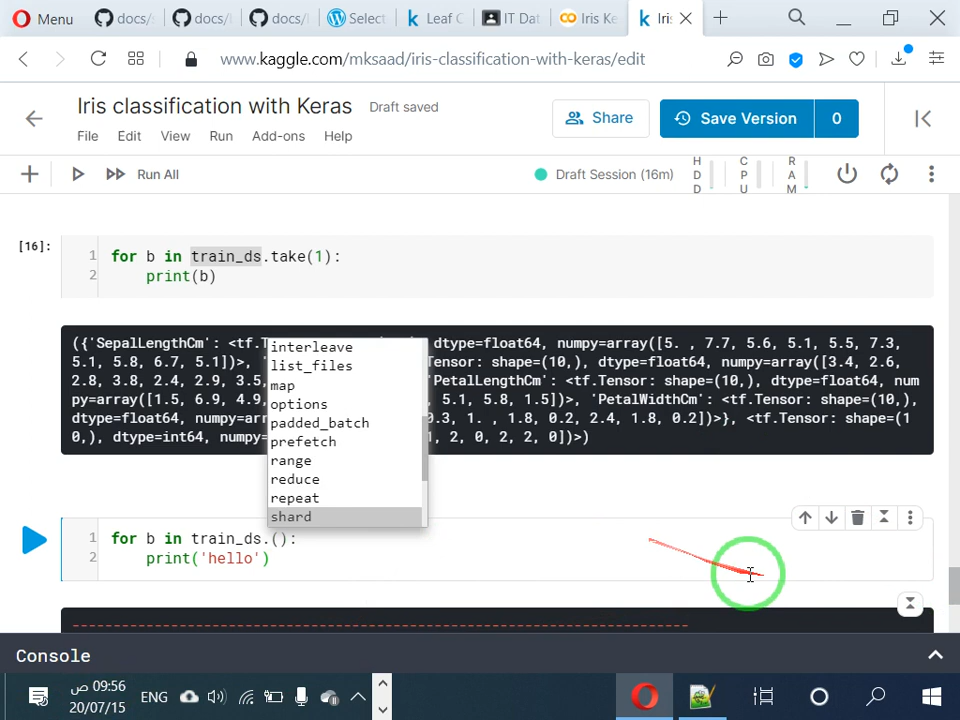 Menu
docs/s
docs/
docs/l
Select
Leaf C
IT Dat
Iris Ke
Iris
www.kaggle.com/mksaad/iris-classification-with-keras/edit
Iris classification with Keras
Draft saved
File Edit View Run Add-ons Help
Share
Save Version
0
Run All
Draft Session (16m)
HDD
CPU
RAM
[16]:
1 for b in train_ds.take(1):
2 print(b)
({'SepalLengthCm': <tf.T dtype=float64, numpy=array([5. , 7.7, 5.6, 5.1, 5.5, 7.3,
5.1, 5.8, 6.7, 5.1])>, ' Tensor: shape=(10,), dtype=float64, numpy=array([3.4, 2.6,
2.8, 3.8, 2.4, 2.9, 3.5, 'PetalLengthCm': <tf.Tensor: shape=(10,), dtype=float64, num
py=array([1.5, 6.9, 4.9, 5.1, 5.8, 1.5])>, 'PetalWidthCm': <tf.Tensor: shape=(10,),
dtype=float64, numpy=arr 0.3, 1. , 1.8, 0.2, 2.4, 1.8, 0.2])>}, <tf.Tensor: shape=(1
0,), dtype=int64, numpy= 1, 2, 0, 2, 2, 0])>)
interleave
list_files
map
options
padded_batch
prefetch
range
reduce
repeat
shard
1 for b in train_ds.():
2 print('hello')
---------------------------------------------------------------------------
Console
09:56 ص
20/07/15
ENG